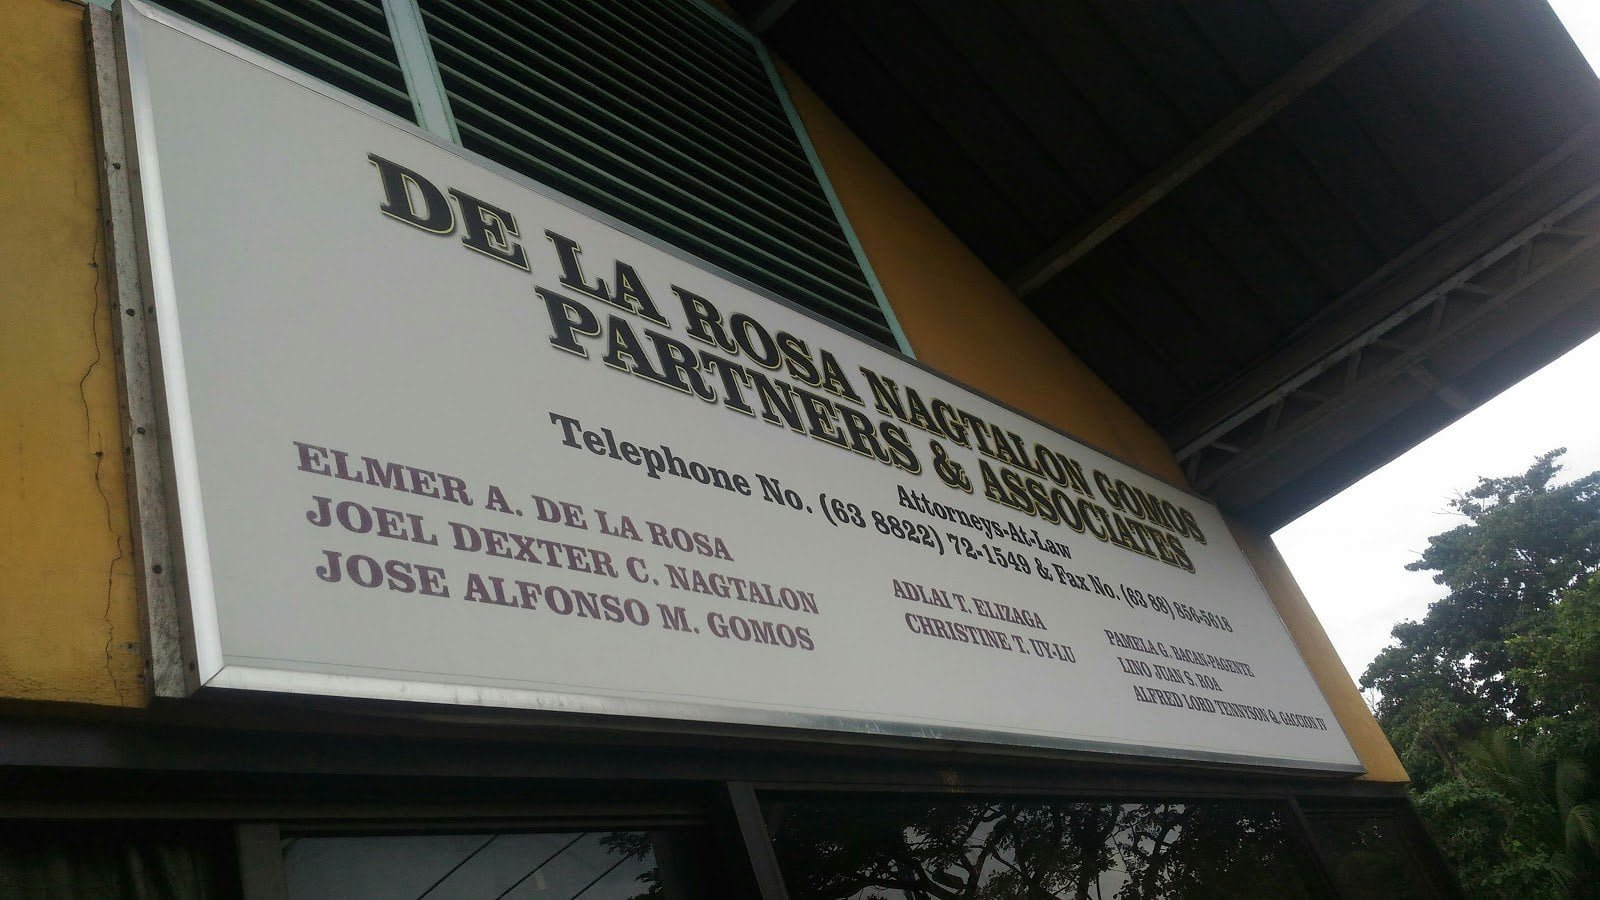 DE LA ROSA NAGTALON GOMOS
PARTNERS & ASSOCIATES
Attorneys-At-Law
Telephone No. (63 8822) 72-1549 & Fax No. (63 88) 856-5818
ELMER A. DE LA ROSA
JOEL DEXTER C. NAGTALON
JOSE ALFONSO M. GOMOS
ADLAI T. ELIZAGA
CHRISTINE T. UY-LU
PAMELA G. BACAN-PAGENTE
LINO JUAN S. ROA
ALFRED LORD TENNYSON Q. GACCION IV